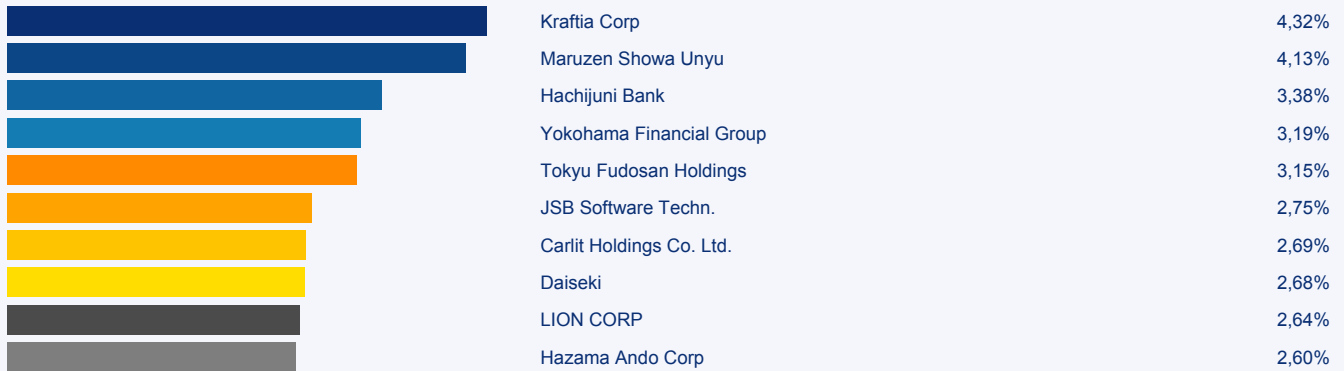 Kraftia Corp 4,32%
Maruzen Showa Unyu 4,13%
Hachijuni Bank 3,38%
Yokohama Financial Group 3,19%
Tokyu Fudosan Holdings 3,15%
JSB Software Techn. 2,75%
Carlit Holdings Co. Ltd. 2,69%
Daiseki 2,68%
LION CORP 2,64%
Hazama Ando Corp 2,60%